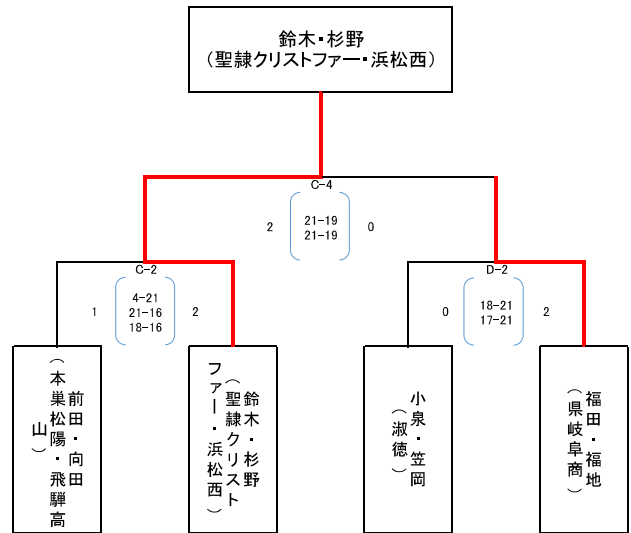 鈴木・杉野
(聖隷クリストファー・浜松西)
C-4
2
21-19
21-19
0
C-2
1
4-21
21-16
18-16
2
D-2
0
18-21
17-21
2
前田・向田
(本巣松陽・飛騨高
山)
鈴木・杉野
(聖隷クリスト
ファー・浜松西)
小泉・笠岡
(淑徳)
福田・福地
(県岐阜商)